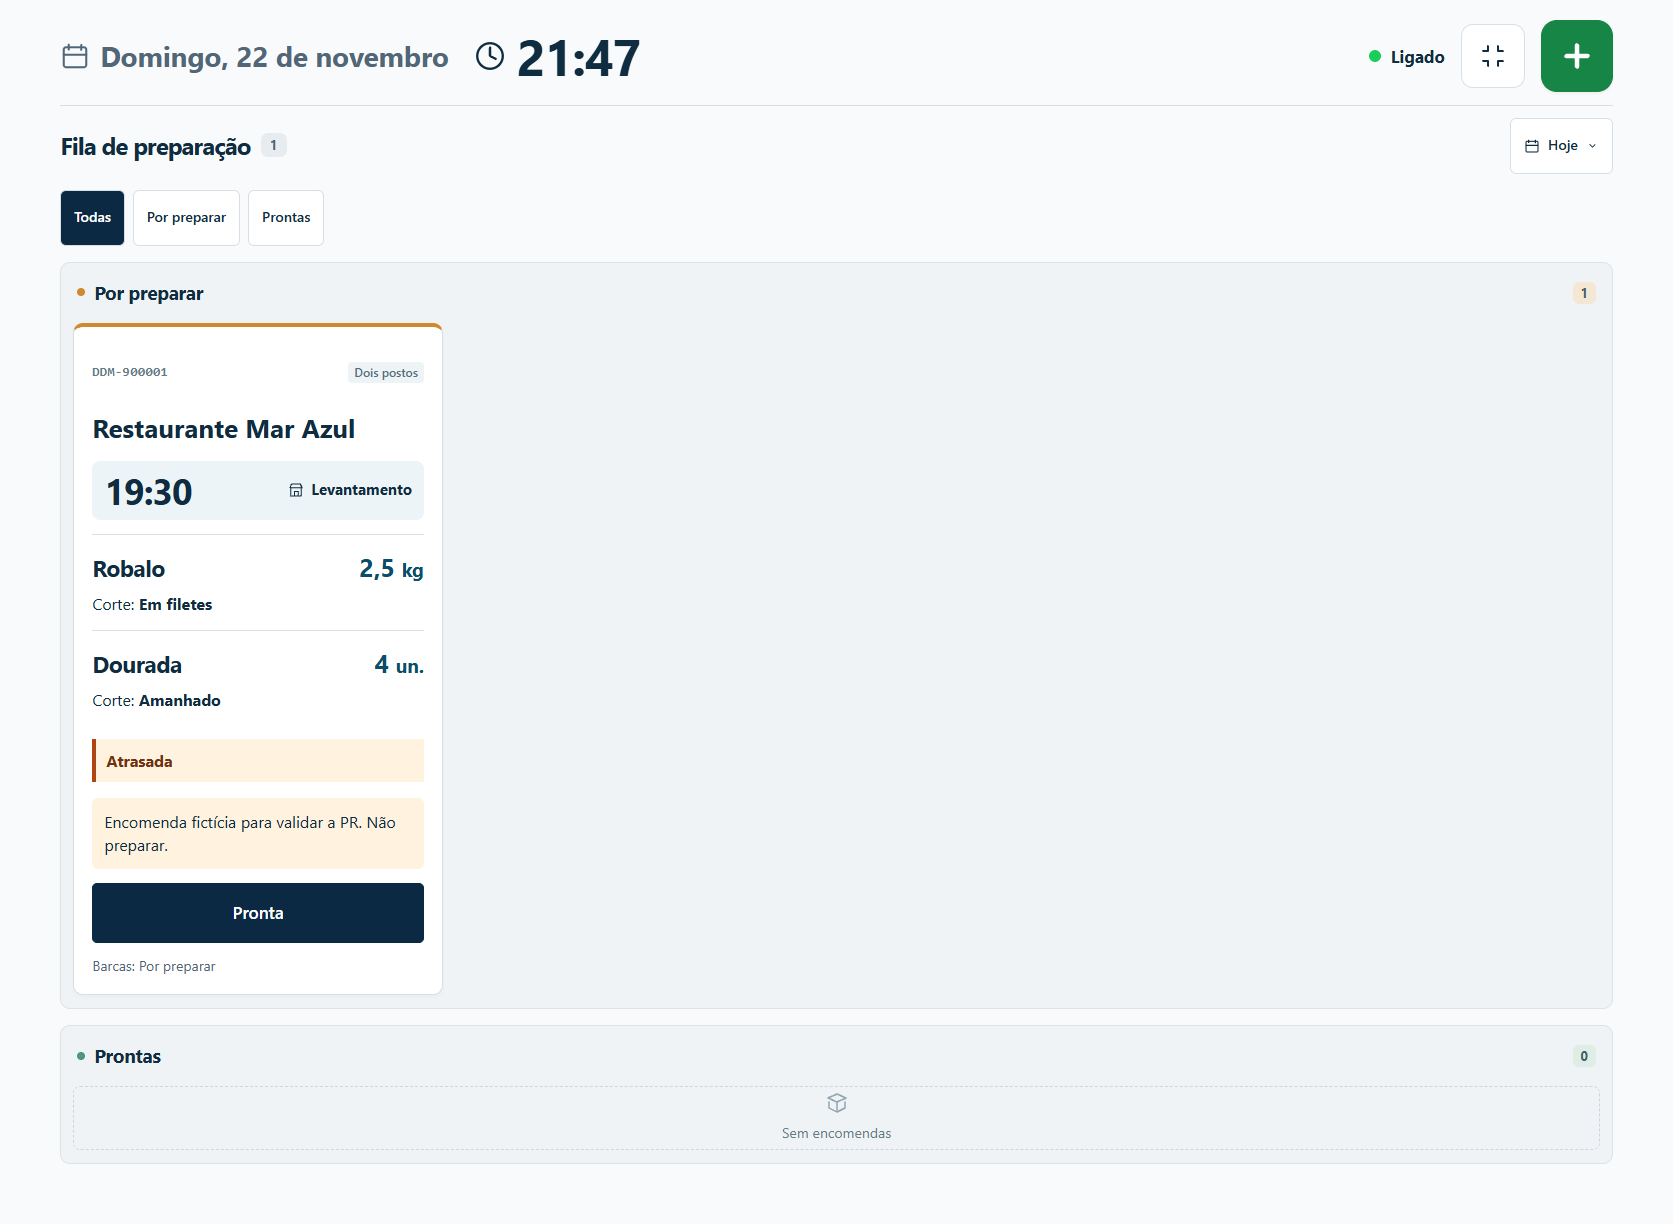 Domingo, 22 de novembro 21:47 Ligado
Fila de preparação 1 Hoje
Todas Por preparar Prontas
Por preparar 1
DDM-900001 Dois postos
Restaurante Mar Azul
19:30 Levantamento
Robalo 2,5 kg
Corte: Em filetes
Dourada 4 un.
Corte: Amanhado
Atrasada
Encomenda fictícia para validar a PR. Não
preparar.
Pronta
Barcas: Por preparar
Prontas 0
Sem encomendas